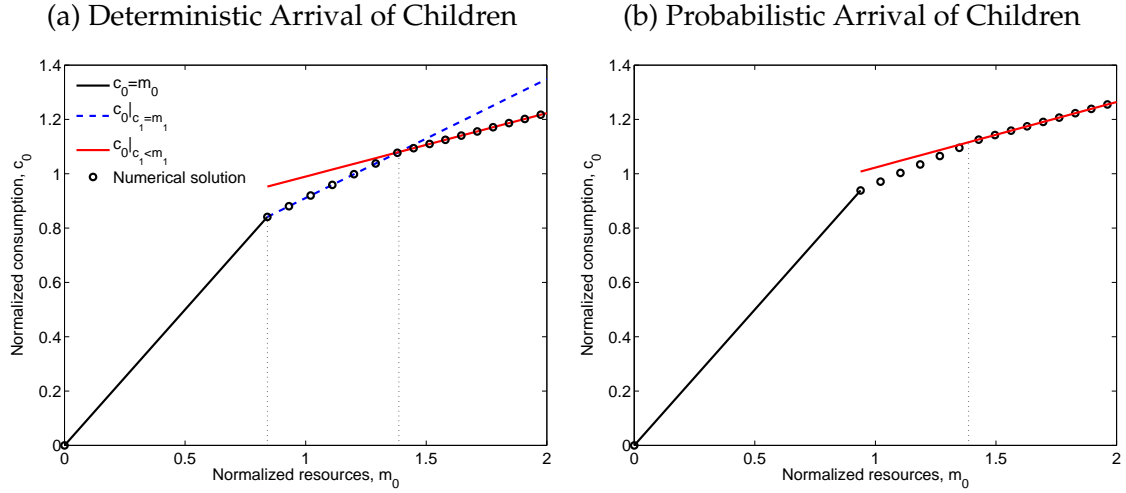 (a) Deterministic Arrival of Children
1.4
1.2
1
0.8
0.6
0.4
0.2
0
Normalized consumption, c₀
c₀=m₀
c₀|c₁=m₁
c₀|c₁<m₁
Numerical solution
0
0.5
1
1.5
2
Normalized resources, m₀
(b) Probabilistic Arrival of Children
1.4
1.2
1
0.8
0.6
0.4
0.2
0
Normalized consumption, c₀
0
0.5
1
1.5
2
Normalized resources, m₀